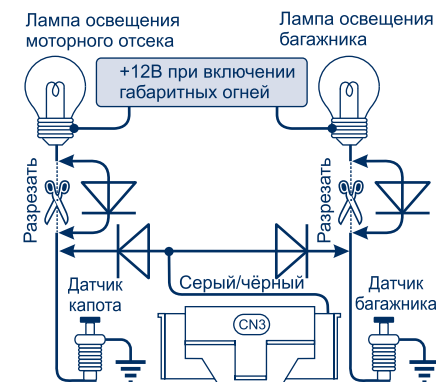 Лампа освещения
моторного отсека
Лампа освещения
багажника
+12В при включении
габаритных огней
Разрезать
Разрезать
Серый/чёрный
Датчик
капота
Датчик
багажника
CN3